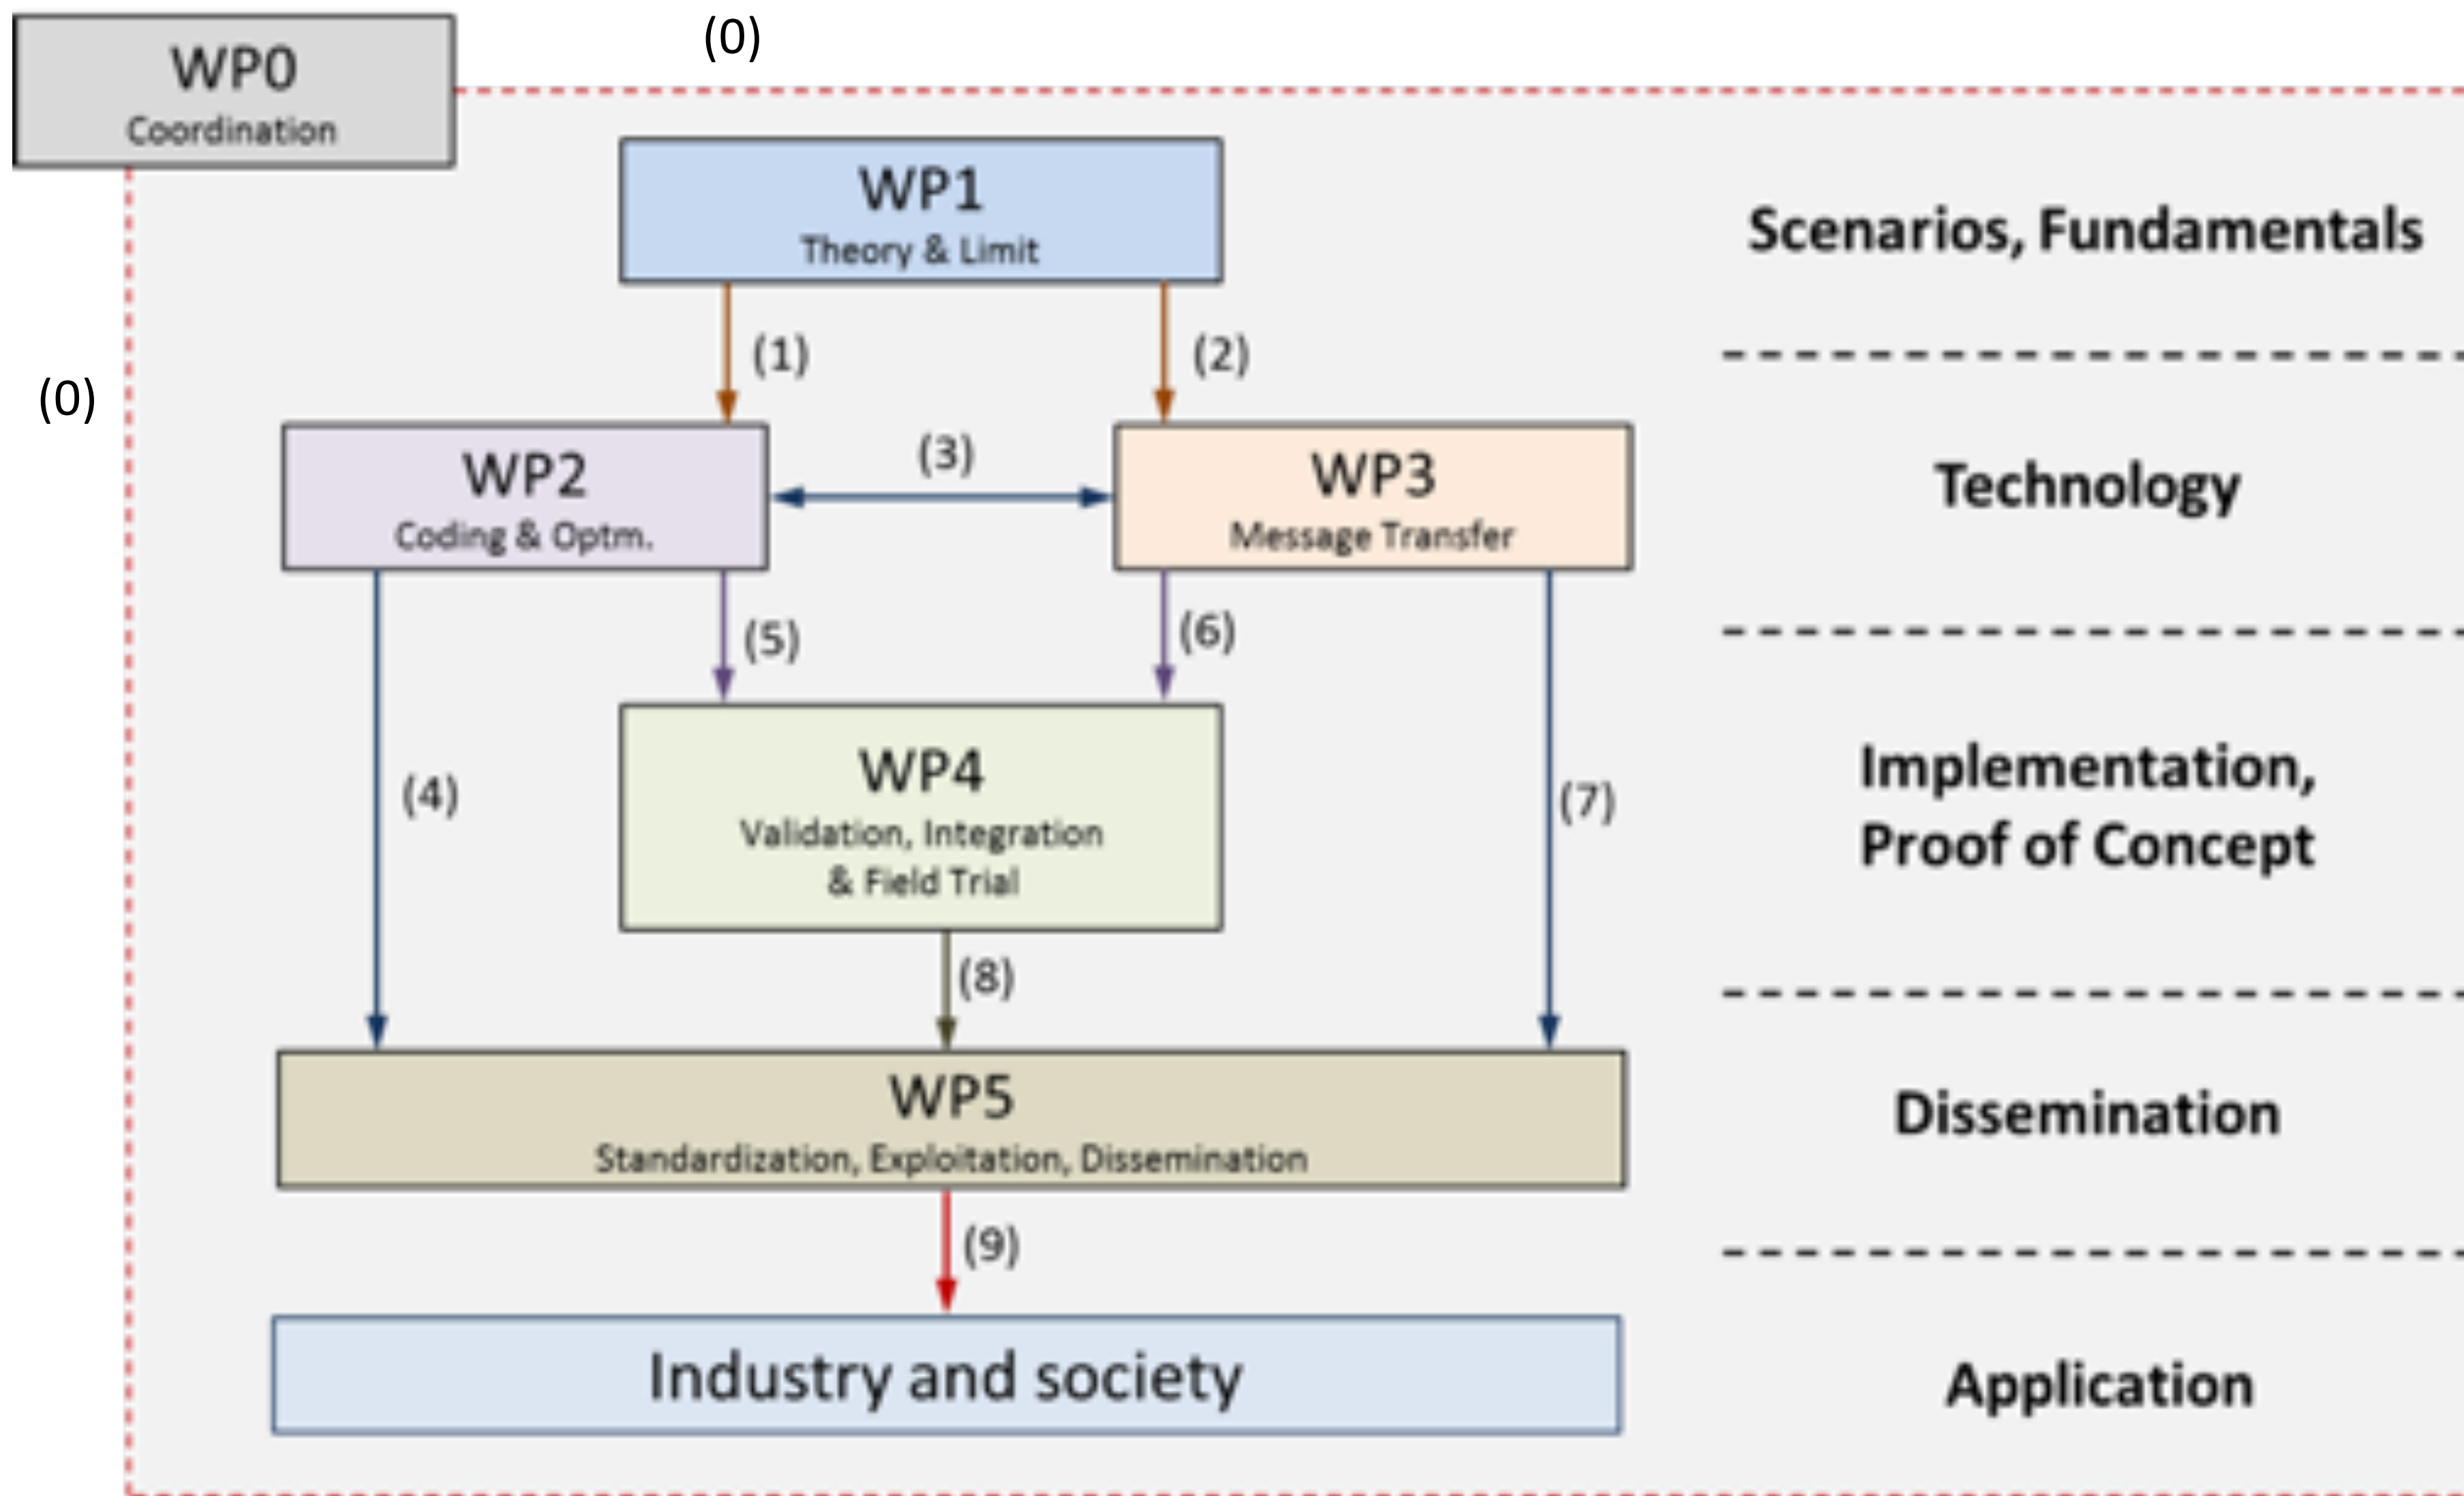 (0)
WP0
Coordination
WP1
Theory & Limit
Scenarios, Fundamentals
(1)
(2)
(0)
WP2
Coding & Optm.
(3)
WP3
Message Transfer
Technology
(5)
(6)
(4)
WP4
Validation, Integration
& Field Trial
(7)
Implementation,
Proof of Concept
(8)
WP5
Standardization, Exploitation, Dissemination
Dissemination
(9)
Industry and society
Application